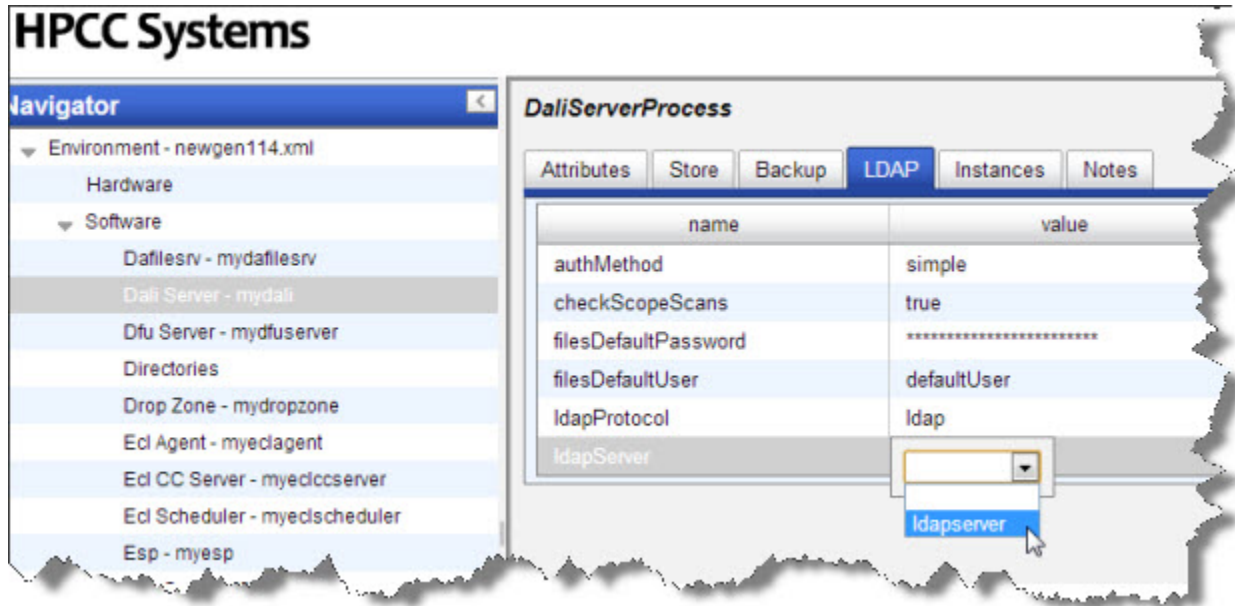 HPCC Systems
Navigator
Environment - newgen114.xml
Hardware
Software
Dafilesrv - mydafilesrv
Dali Server - mydali
Dfu Server - mydfuserver
Directories
Drop Zone - mydropzone
Ecl Agent - myeclagent
Ecl CC Server - myeclccserver
Ecl Scheduler - myeclscheduler
Esp - myesp
DaliServerProcess
Attributes Store Backup LDAP Instances Notes
name value
authMethod simple
checkScopeScans true
filesDefaultPassword ************************
filesDefaultUser defaultUser
ldapProtocol ldap
ldapServer
ldapserver